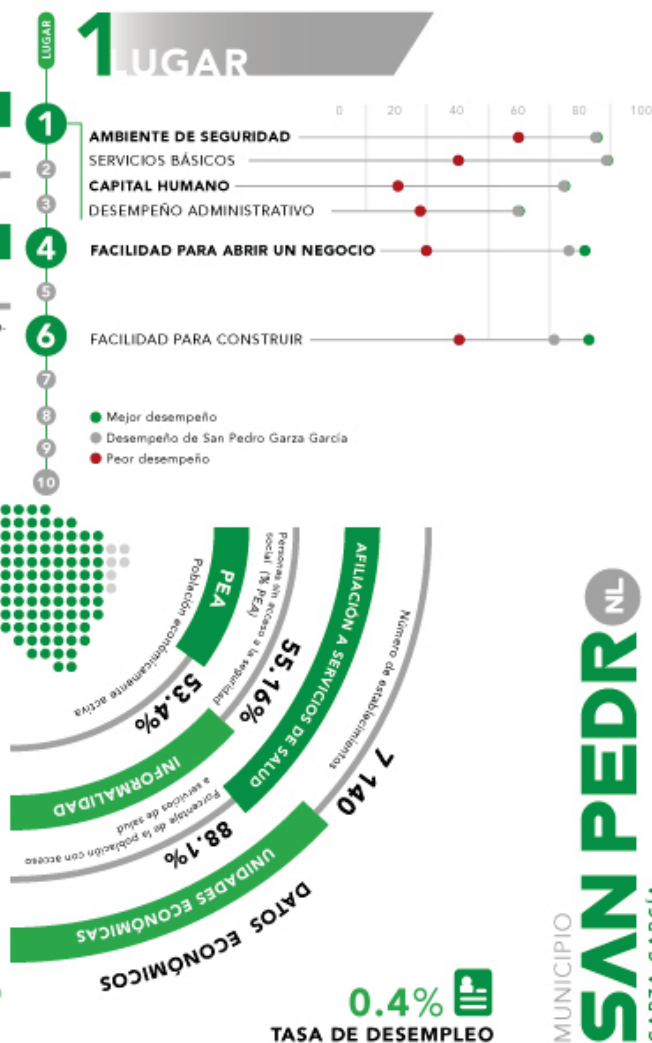 LUGAR
1
LUGAR
0 20 40 60 80 100
1
AMBIENTE DE SEGURIDAD
2
SERVICIOS BÁSICOS
CAPITAL HUMANO
3
DESEMPEÑO ADMINISTRATIVO
4
FACILIDAD PARA ABRIR UN NEGOCIO
5
6
FACILIDAD PARA CONSTRUIR
7
8
9
10
Mejor desempeño
Desempeño de San Pedro Garza García
Peor desempeño
PEA
Población económicamente activa
53.4%
INFORMALIDAD
Personas sin acceso a la seguridad
social (% PEA)
55.16%
AFILIACIÓN A SERVICIOS DE SALUD
Porcentaje de la población con acceso
a servicios de salud
88.1%
UNIDADES ECONÓMICAS
Número de establecimientos
7 140
DATOS ECONÓMICOS
0.4%
TASA DE DESEMPLEO
MUNICIPIO
SAN PEDR
NL
GARZA GARCÍA